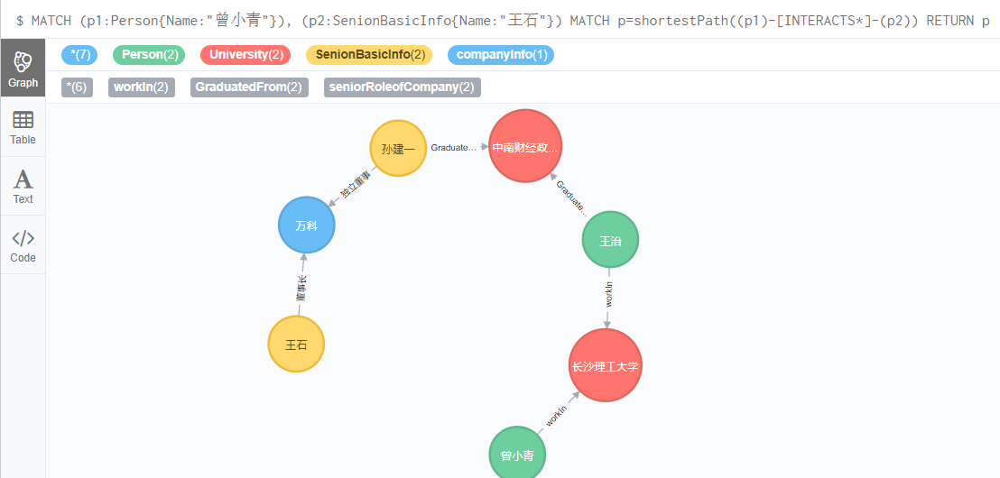 $ MATCH (p1:Person{Name:"曾小青"}), (p2:SenionBasicInfo{Name:"王石"}) MATCH p=shortestPath((p1)-[INTERACTS*]-(p2)) RETURN p
*(7) Person(2) University(2) SenionBasicInfo(2) companyInfo(1)
*(6) workIn(2) GraduatedFrom(2) seniorRoleofCompany(2)
Graph
Table
Text
Code
孙建一
Graduate...
中南财经政...
独立董事
Graduate...
万科
王治
董事长
workIn
王石
长沙理工大学
workIn
曾小青